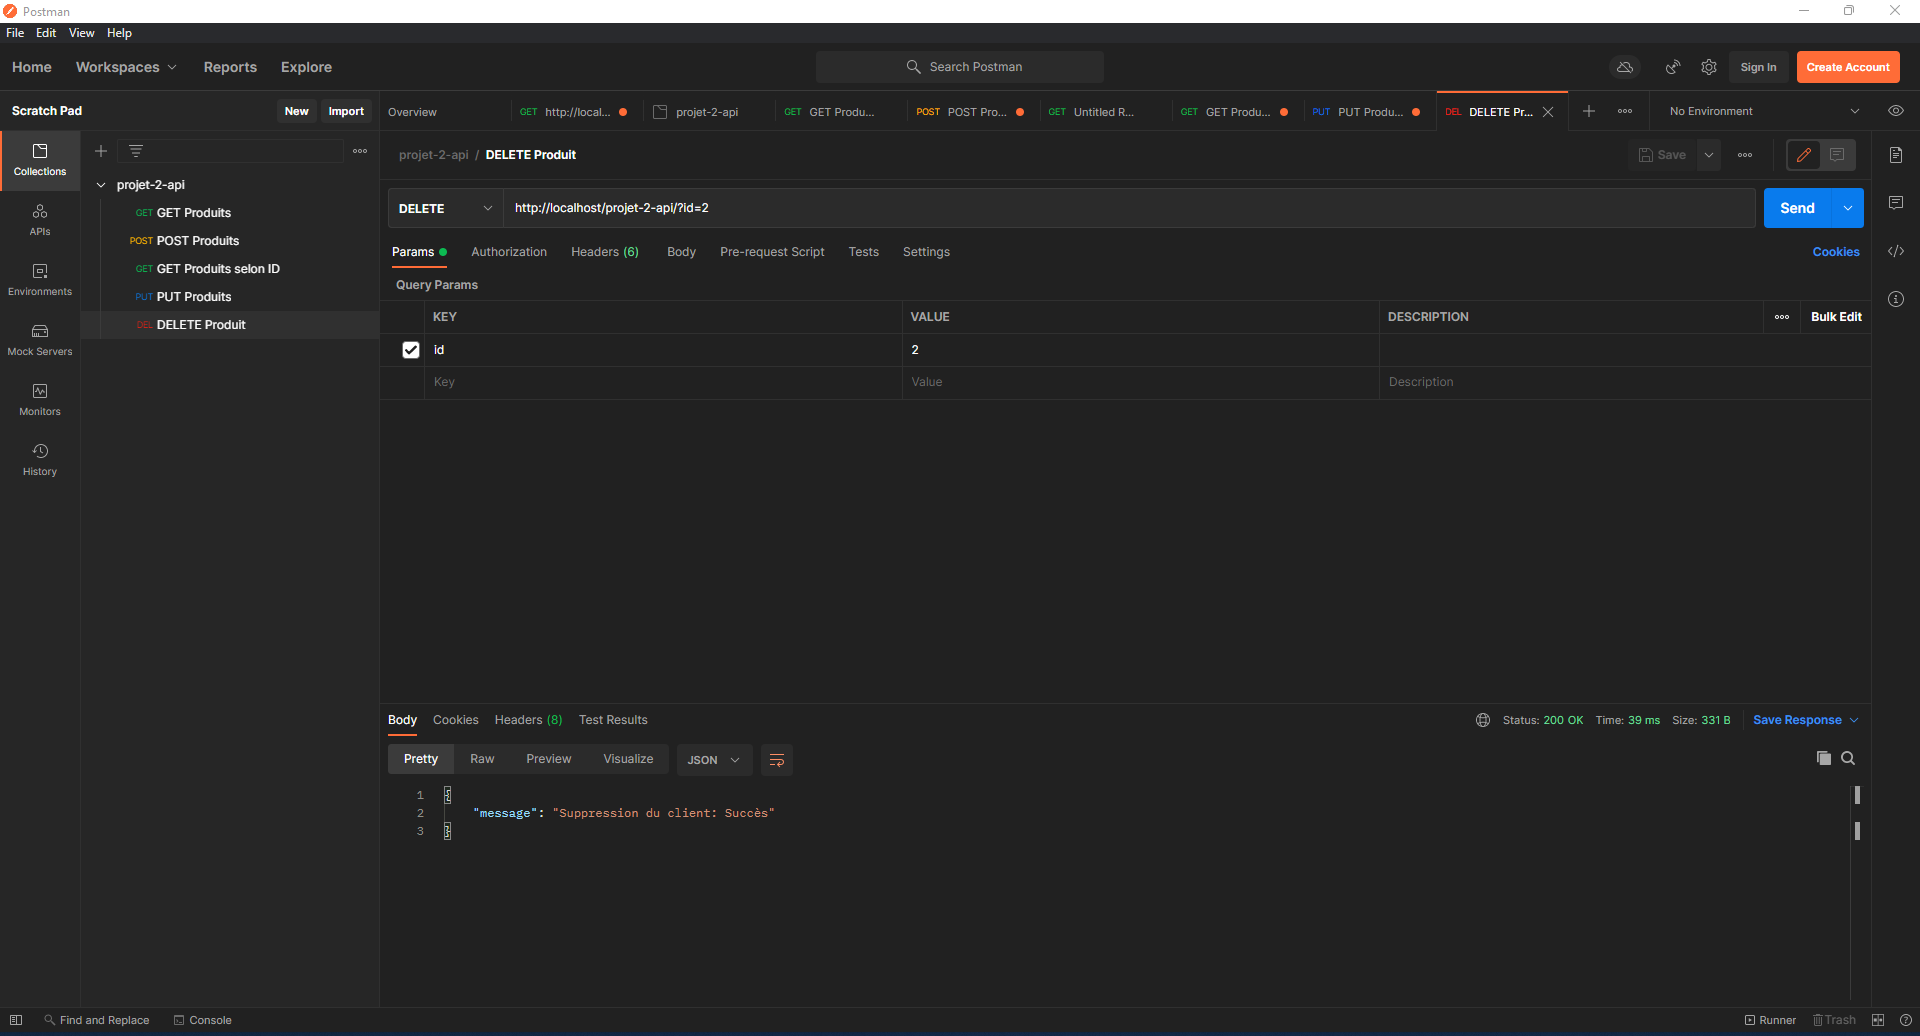 Postman
File Edit View Help
Home Workspaces Reports Explore Search Postman Sign In Create Account
Scratch Pad New Import Overview GET http://local... projet-2-api GET GET Produ... POST POST Pro... GET Untitled R... GET GET Produ... PUT PUT Produ... DEL DELETE Pr... No Environment
Collections
APIs
Environments
Mock Servers
Monitors
History
projet-2-api
GET GET Produits
POST POST Produits
GET GET Produits selon ID
PUT PUT Produits
DEL DELETE Produit
projet-2-api / DELETE Produit Save
DELETE http://localhost/projet-2-api/?id=2 Send
Params Authorization Headers (6) Body Pre-request Script Tests Settings Cookies
Query Params
KEY VALUE DESCRIPTION Bulk Edit
id 2
Key Value Description
Body Cookies Headers (8) Test Results Status: 200 OK Time: 39 ms Size: 331 B Save Response
Pretty Raw Preview Visualize JSON
1 {
2 "message": "Suppression du client: Succès"
3 }
Find and Replace Console Runner Trash